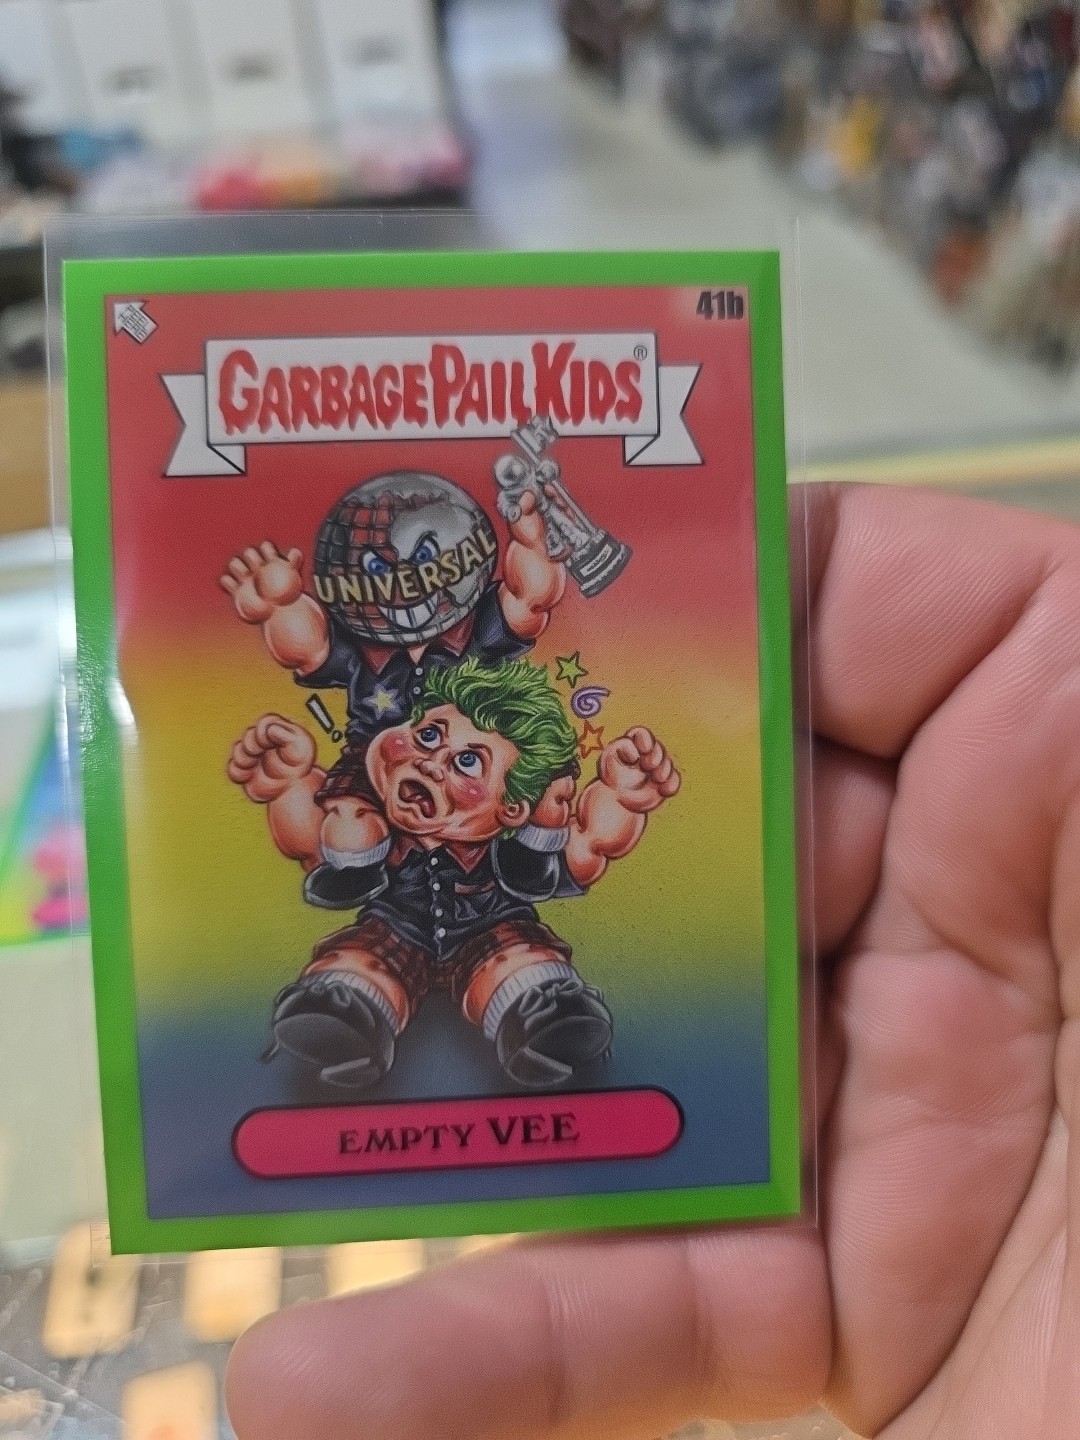 41b
GARBAGE PAIL KIDS®
UNIVERSAL
!
EMPTY VEE